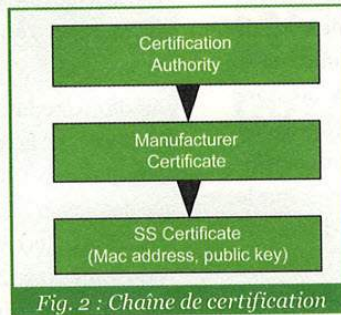 Certification
Authority
Manufacturer
Certificate
SS Certificate
(Mac address, public key)
Fig. 2 : Chaîne de certification